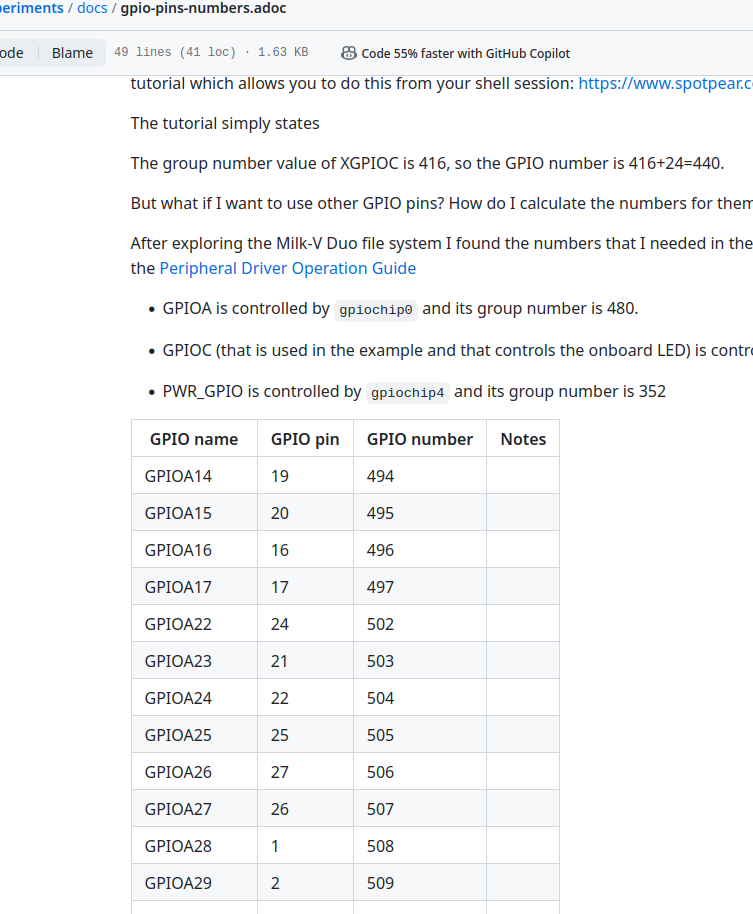 periments / docs / gpio-pins-numbers.adoc
ode Blame 49 lines (41 loc) · 1.63 KB Code 55% faster with GitHub Copilot
tutorial which allows you to do this from your shell session: https://www.spotpear.c
The tutorial simply states
The group number value of XGPIOC is 416, so the GPIO number is 416+24=440.
But what if I want to use other GPIO pins? How do I calculate the numbers for them
After exploring the Milk-V Duo file system I found the numbers that I needed in the
the Peripheral Driver Operation Guide
• GPIOA is controlled by gpiochip0 and its group number is 480.
• GPIOC (that is used in the example and that controls the onboard LED) is contr
• PWR_GPIO is controlled by gpiochip4 and its group number is 352
GPIO name GPIO pin GPIO number Notes
GPIOA14 19 494
GPIOA15 20 495
GPIOA16 16 496
GPIOA17 17 497
GPIOA22 24 502
GPIOA23 21 503
GPIOA24 22 504
GPIOA25 25 505
GPIOA26 27 506
GPIOA27 26 507
GPIOA28 1 508
GPIOA29 2 509